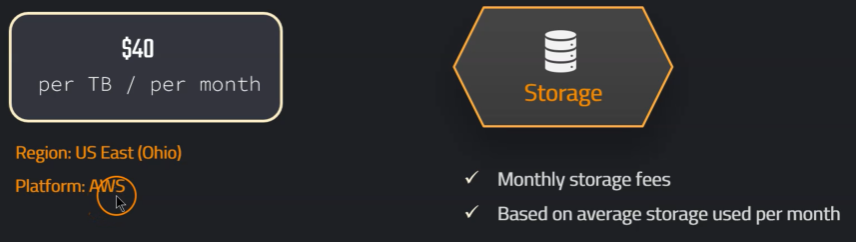 $40
per TB / per month
Region: US East (Ohio)
Platform: AWS
Storage
✓ Monthly storage fees
✓ Based on average storage used per month